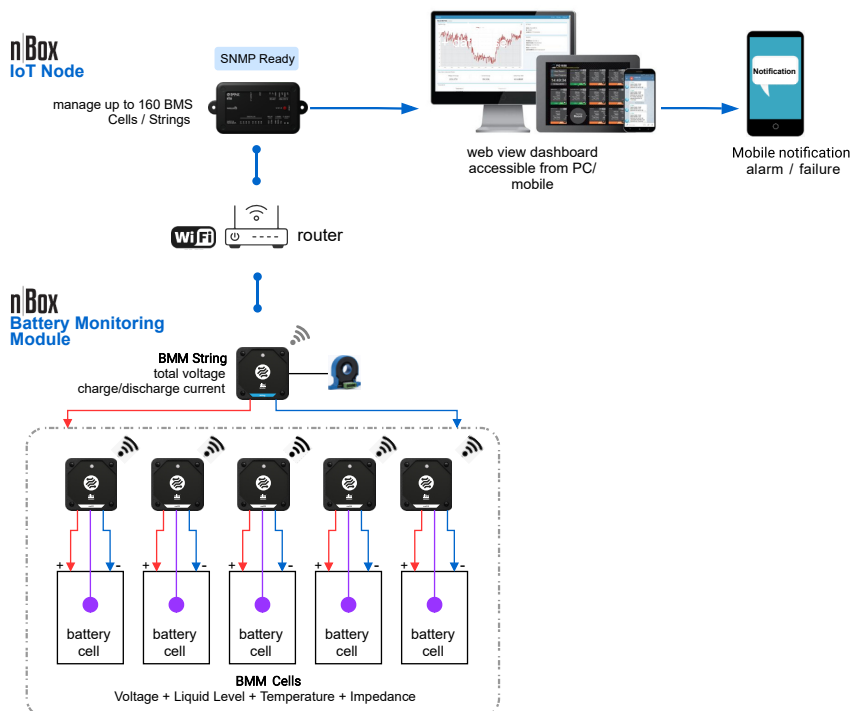 n|Box
IoT Node
SNMP Ready
manage up to 160 BMS
Cells / Strings
web view dashboard
accessible from PC/
mobile
Notification
Mobile notification
alarm / failure
WiFi
router
n|Box
Battery Monitoring
Module
BMM String
total voltage
charge/discharge current
+ -
+ -
+ -
+ -
+ -
battery
cell
battery
cell
battery
cell
battery
cell
battery
cell
BMM Cells
Voltage + Liquid Level + Temperature + Impedance